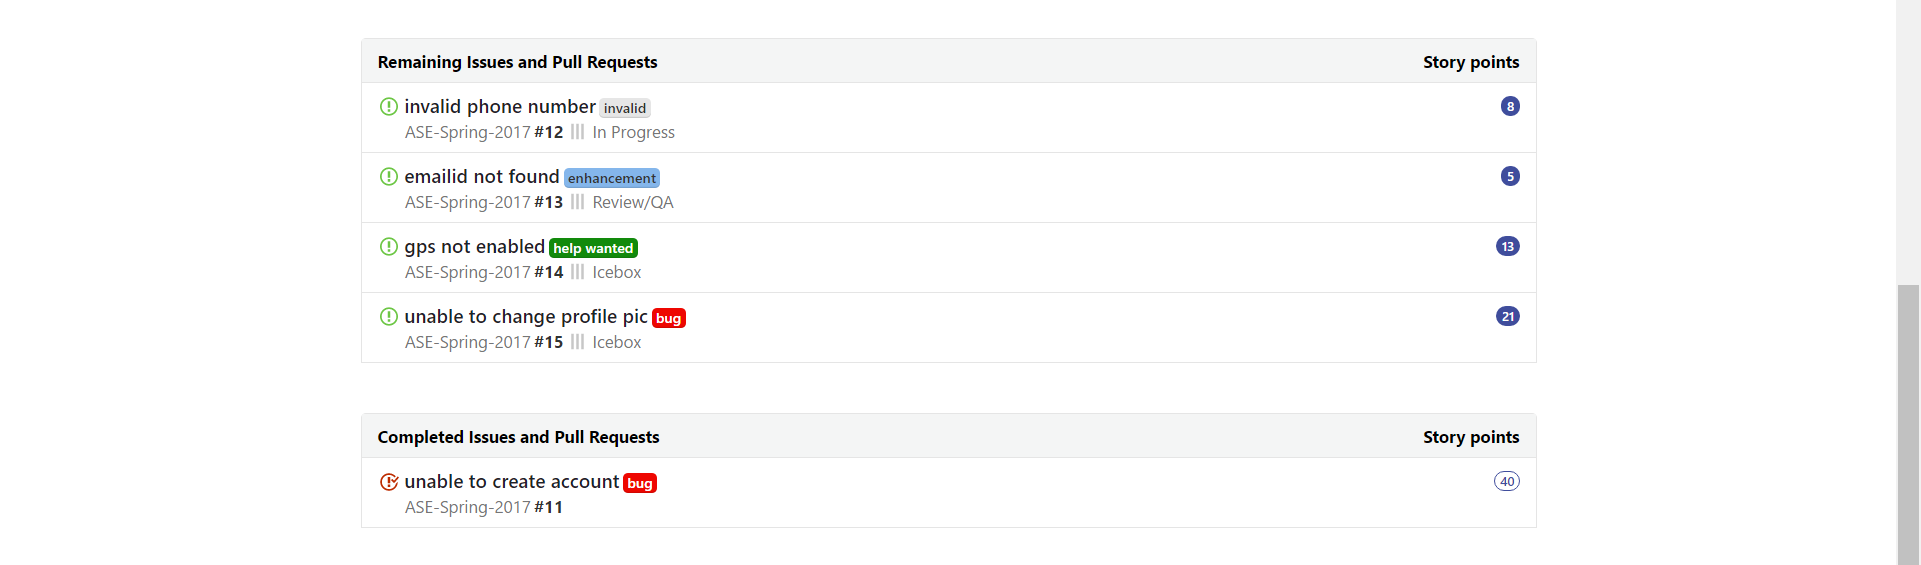 Remaining Issues and Pull Requests Story points
invalid phone number invalid 8
ASE-Spring-2017 #12 In Progress
emailid not found enhancement 5
ASE-Spring-2017 #13 Review/QA
gps not enabled help wanted 13
ASE-Spring-2017 #14 Icebox
unable to change profile pic bug 21
ASE-Spring-2017 #15 Icebox
Completed Issues and Pull Requests Story points
unable to create account bug 40
ASE-Spring-2017 #11